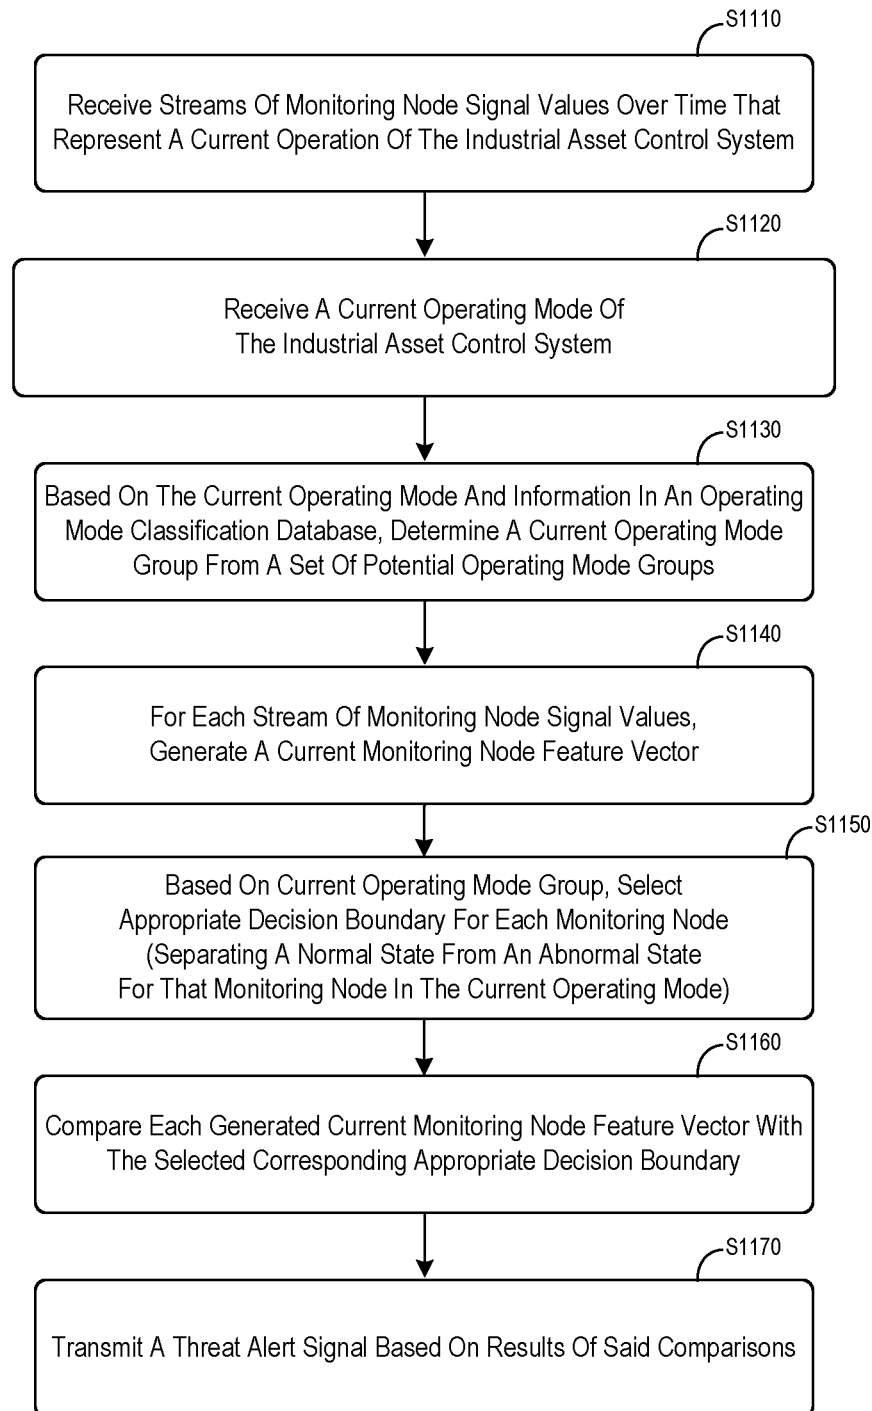 S1110
Receive Streams Of Monitoring Node Signal Values Over Time That
Represent A Current Operation Of The Industrial Asset Control System
S1120
Receive A Current Operating Mode Of
The Industrial Asset Control System
S1130
Based On The Current Operating Mode And Information In An Operating
Mode Classification Database, Determine A Current Operating Mode
Group From A Set Of Potential Operating Mode Groups
S1140
For Each Stream Of Monitoring Node Signal Values,
Generate A Current Monitoring Node Feature Vector
S1150
Based On Current Operating Mode Group, Select
Appropriate Decision Boundary For Each Monitoring Node
(Separating A Normal State From An Abnormal State
For That Monitoring Node In The Current Operating Mode)
S1160
Compare Each Generated Current Monitoring Node Feature Vector With
The Selected Corresponding Appropriate Decision Boundary
S1170
Transmit A Threat Alert Signal Based On Results Of Said Comparisons